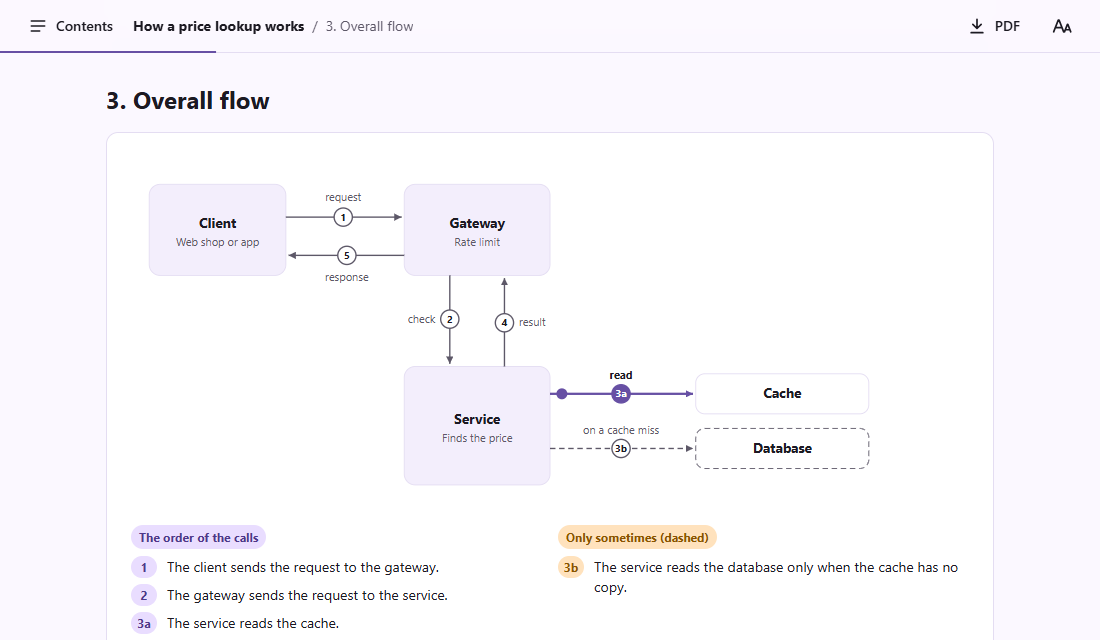 Contents
How a price lookup works / 3. Overall flow
PDF
AA
3. Overall flow
request
1
Client
Web shop or app
Gateway
Rate limit
5
response
check 2
4 result
read
3a
Cache
Service
Finds the price
on a cache miss
3b
Database
The order of the calls
1 The client sends the request to the gateway.
2 The gateway sends the request to the service.
3a The service reads the cache.
Only sometimes (dashed)
3b The service reads the database only when the cache has no
copy.